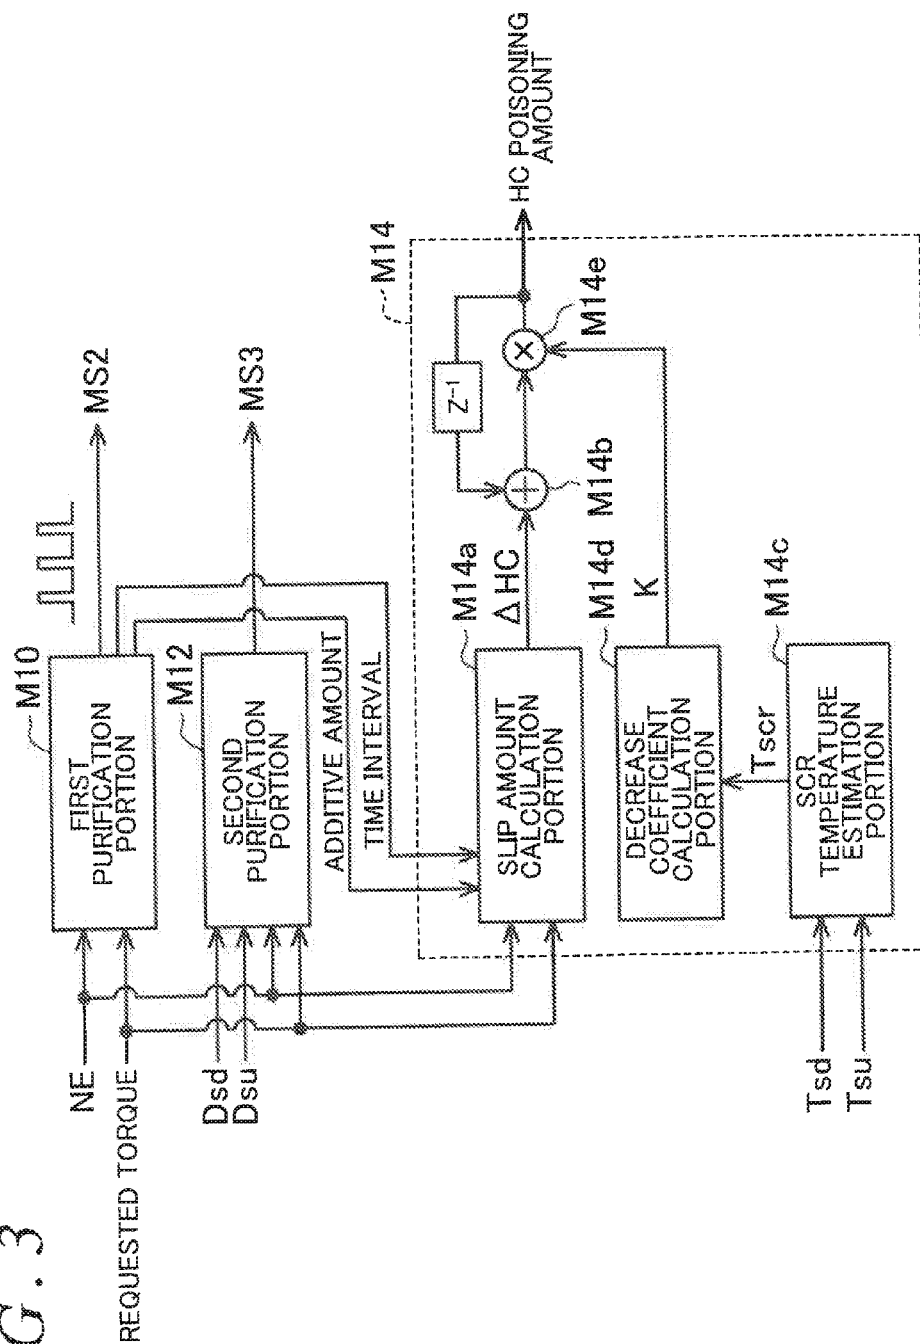 G. 3
NE
REQUESTED TORQUE
Dsd
Dsu
Tsd
Tsu
M10
FIRST
PURIFICATION
PORTION
M12
SECOND
PURIFICATION
PORTION
MS2
MS3
ADDITIVE AMOUNT
TIME INTERVAL
M14
M14a
SLIP AMOUNT
CALCULATION
PORTION
ΔHC
M14b
Z-1
M14e
HC POISONING
AMOUNT
M14d
DECREASE
COEFFICIENT
CALCULATION
PORTION
K
Tscr
M14c
SCR
TEMPERATURE
ESTIMATION
PORTION